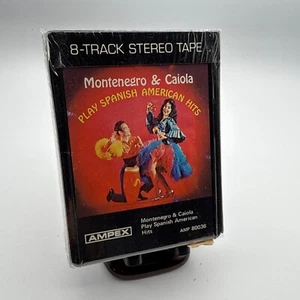 8-TRACK STEREO TAPE
Montenegro & Caiola
PLAY SPANISH AMERICAN HITS
Montenegro & Caiola
Play Spanish American
Hits
AMP 80036
AMPEX